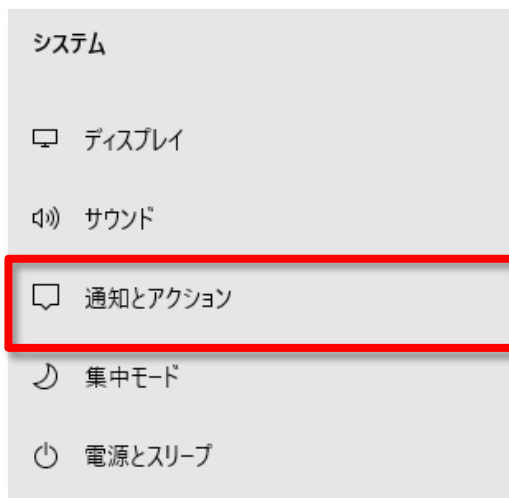 システム
ディスプレイ
サウンド
通知とアクション
集中モード
電源とスリープ